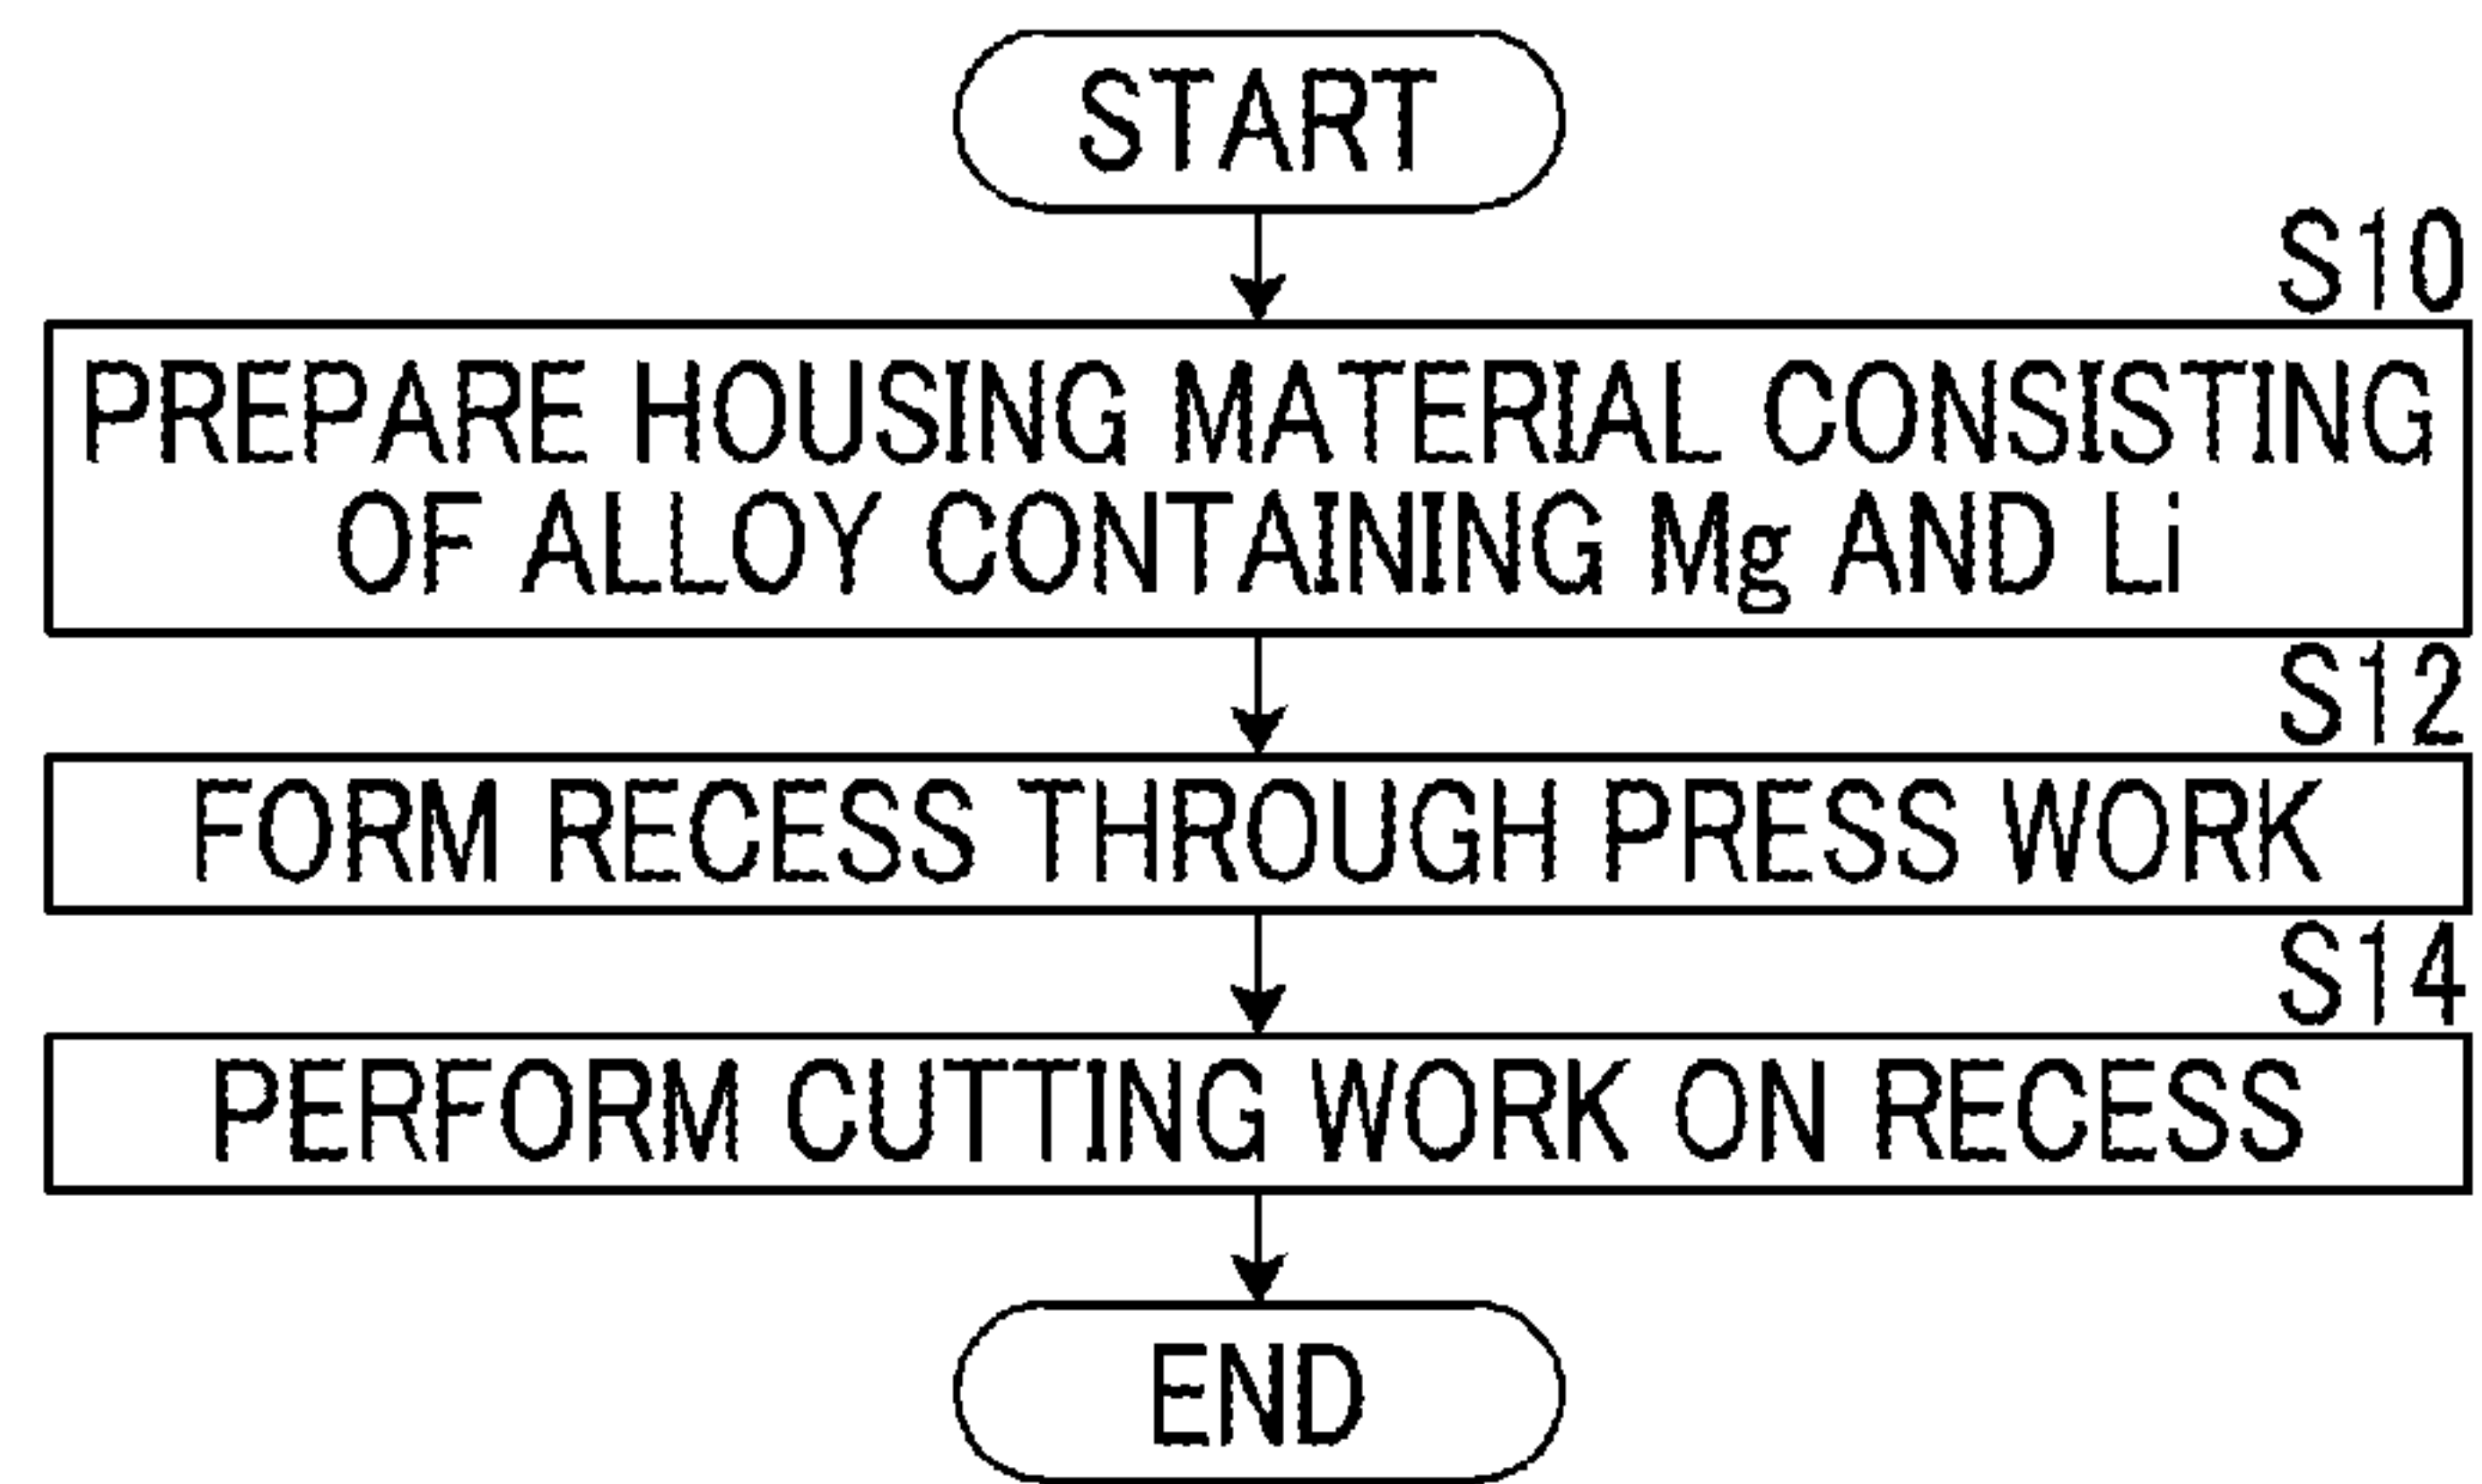 START
S10
PREPARE HOUSING MATERIAL CONSISTING
OF ALLOY CONTAINING Mg AND Li
S12
FORM RECESS THROUGH PRESS WORK
S14
PERFORM CUTTING WORK ON RECESS
END